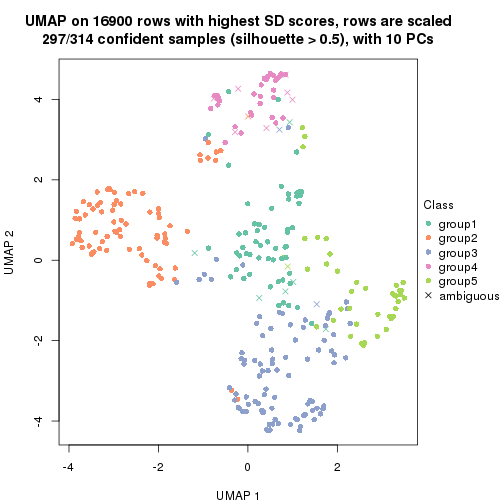 UMAP on 16900 rows with highest SD scores, rows are scaled
297/314 confident samples (silhouette > 0.5), with 10 PCs
4
2
0
-2
-4
UMAP 2
-4
-2
0
2
UMAP 1
Class
group1
group2
group3
group4
group5
ambiguous